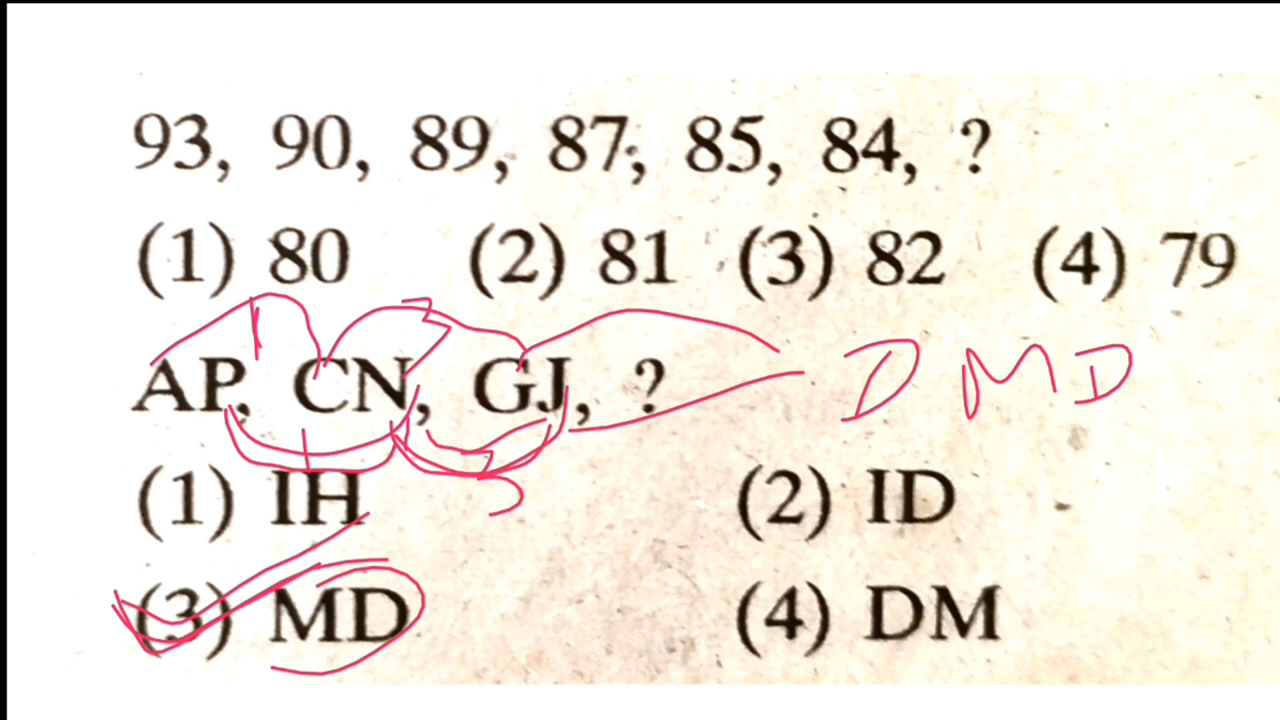 93, 90, 89, 87, 85, 84, ?
(1) 80 (2) 81 (3) 82 (4) 79
AP, CN, GJ, ? D MD
(1) IH (2) ID
(3) MD (4) DM